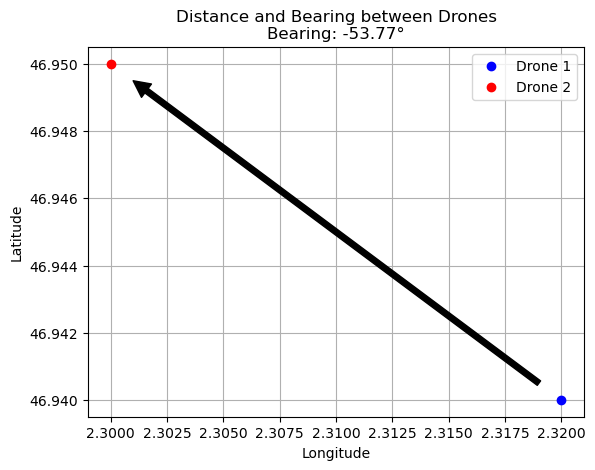 Distance and Bearing between Drones
Bearing: -53.77°
Drone 1
Drone 2
46.950
46.948
46.946
46.944
46.942
46.940
Latitude
2.3000 2.3025 2.3050 2.3075 2.3100 2.3125 2.3150 2.3175 2.3200
Longitude